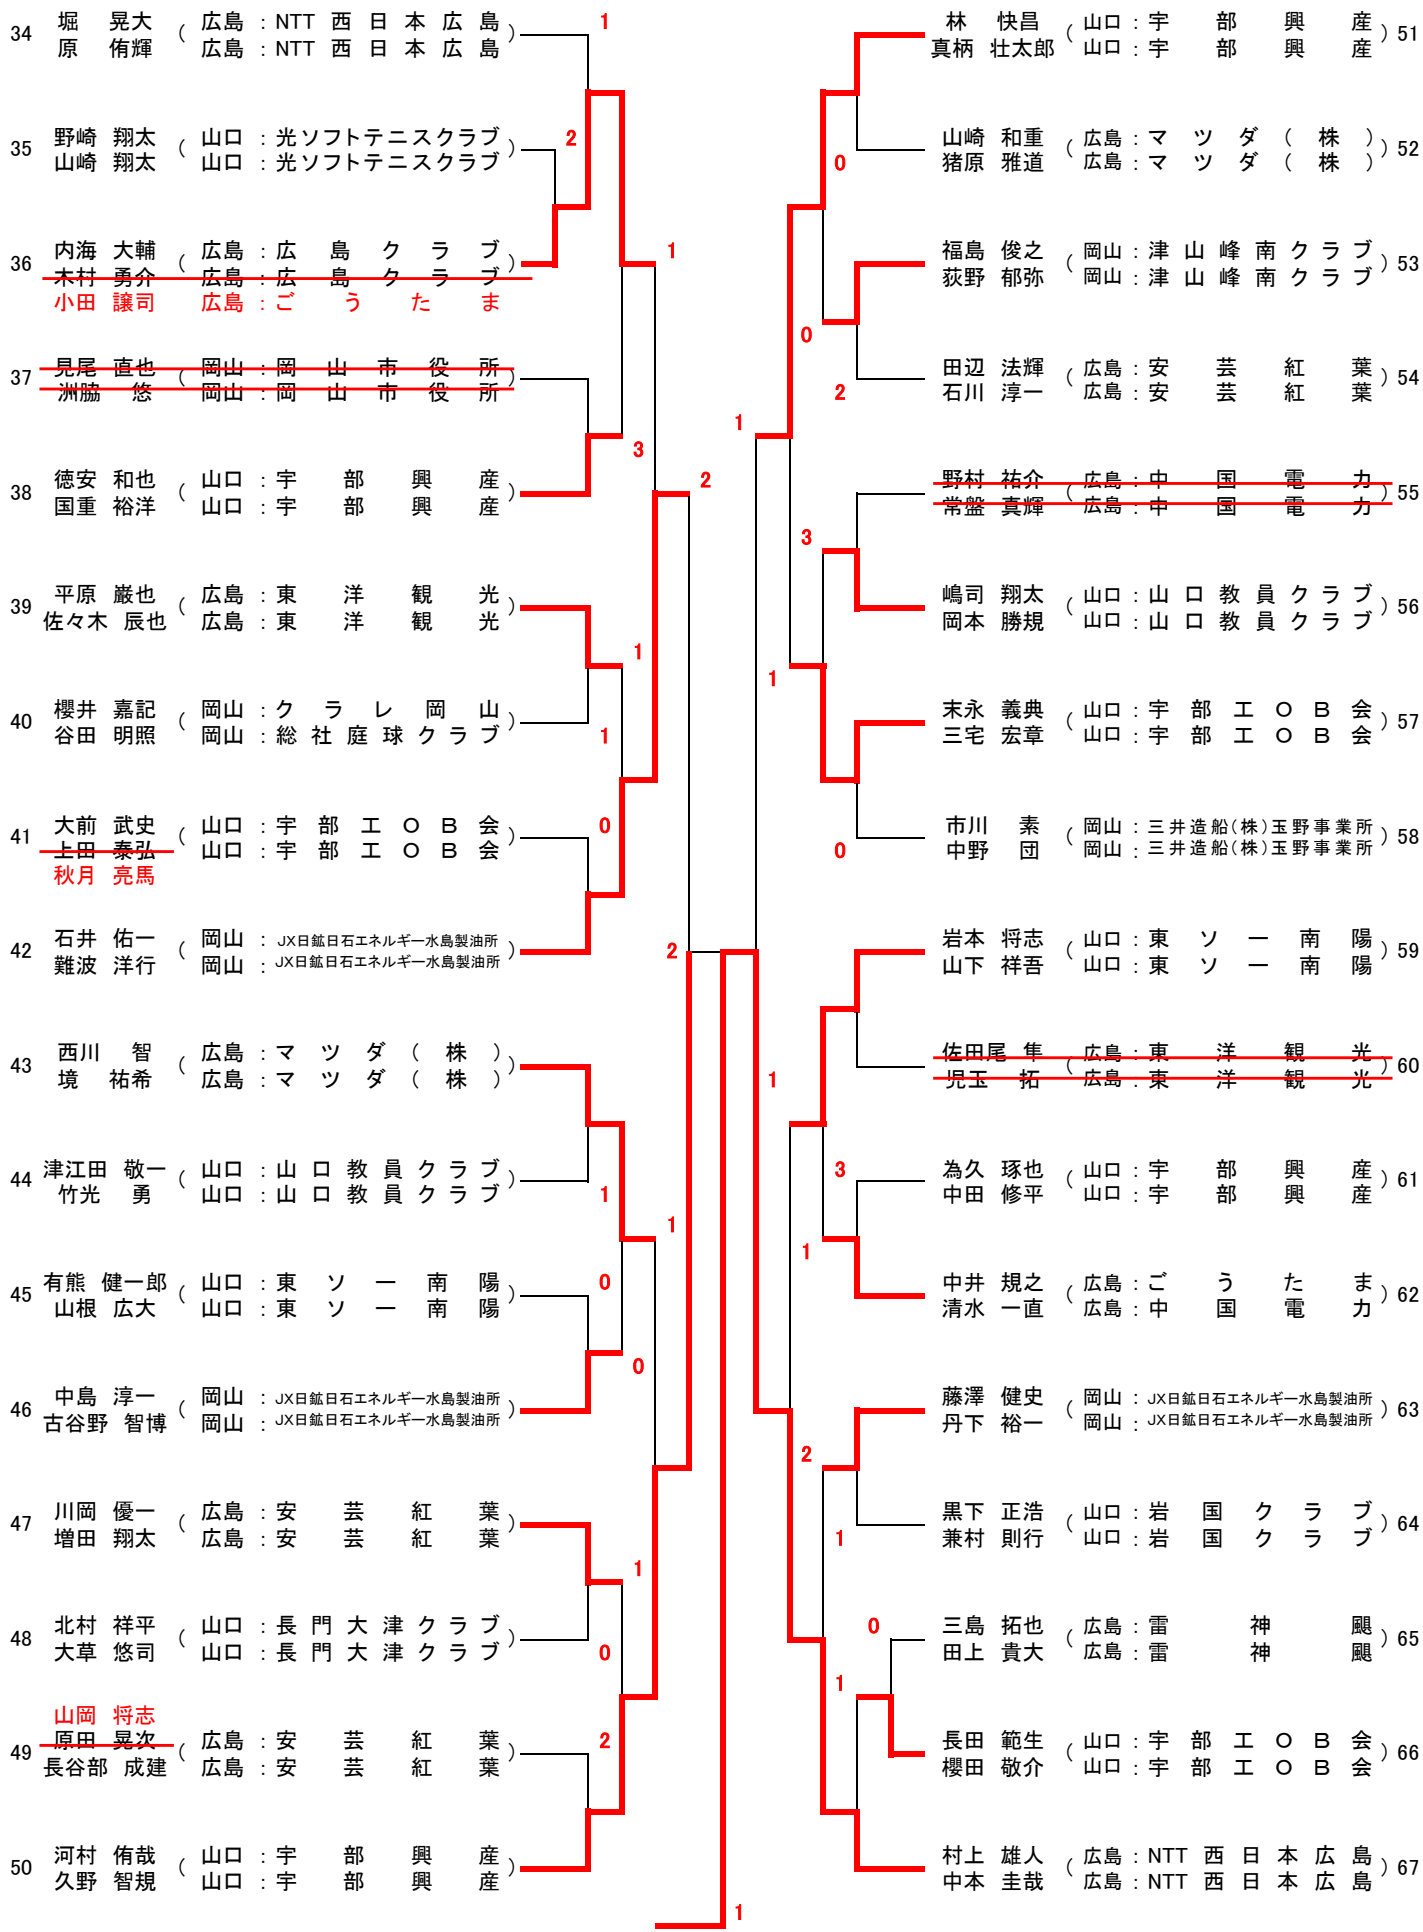 34 堀 晃大 ( 広島 : NTT 西日本広島 )
原 侑輝 広島 : NTT 西日本広島
35 野崎 翔太 ( 山口 : 光ソフトテニスクラブ )
山崎 翔太 山口 : 光ソフトテニスクラブ
36 内海 大輔 ( 広島 : 広島クラブ )
木村 勇介 広島 : 広島クラブ
小田 譲司 広島 : ごうたま
37 見尾 直也 ( 岡山 : 岡山市役所 )
洲脇 悠 岡山 : 岡山市役所
38 徳安 和也 ( 山口 : 宇部興産 )
国重 裕洋 山口 : 宇部興産
39 平原 巌也 ( 広島 : 東洋観光 )
佐々木 辰也 広島 : 東洋観光
40 櫻井 嘉記 ( 岡山 : クラレ岡山 )
谷田 明照 岡山 : 総社庭球クラブ
41 大前 武史 ( 山口 : 宇部工OB会 )
上田 泰弘 山口 : 宇部工OB会
秋月 亮馬
42 石井 佑一 ( 岡山 : JX日鉱日石エネルギー水島製油所 )
難波 洋行 岡山 : JX日鉱日石エネルギー水島製油所
43 西川 智 ( 広島 : マツダ(株) )
境 祐希 広島 : マツダ(株)
44 津江田 敬一 ( 山口 : 山口教員クラブ )
竹光 勇 山口 : 山口教員クラブ
45 有熊 健一郎 ( 山口 : 東ソー南陽 )
山根 広大 山口 : 東ソー南陽
46 中島 淳一 ( 岡山 : JX日鉱日石エネルギー水島製油所 )
古谷野 智博 岡山 : JX日鉱日石エネルギー水島製油所
47 川岡 優一 ( 広島 : 安芸紅葉 )
増田 翔太 広島 : 安芸紅葉
48 北村 祥平 ( 山口 : 長門大津クラブ )
大草 悠司 山口 : 長門大津クラブ
山岡 将志
49 原田 晃次 ( 広島 : 安芸紅葉 )
長谷部 成建 広島 : 安芸紅葉
50 河村 侑哉 ( 山口 : 宇部興産 )
久野 智規 山口 : 宇部興産
1
2
1
3
2
1
1
0
2
1
1
0
0
1
0
2
1
0
0
2
1
3
1
0
1
3
1
2
1
0
1
1
林 快昌 ( 山口 : 宇部興産 ) 51
真柄 壮太郎 山口 : 宇部興産
山崎 和重 ( 広島 : マツダ(株) ) 52
猪原 雅道 広島 : マツダ(株)
福島 俊之 ( 岡山 : 津山峰南クラブ ) 53
荻野 郁弥 岡山 : 津山峰南クラブ
田辺 法輝 ( 広島 : 安芸紅葉 ) 54
石川 淳一 広島 : 安芸紅葉
野村 祐介 ( 広島 : 中国電力 ) 55
常盤 真輝 広島 : 中国電力
嶋司 翔太 ( 山口 : 山口教員クラブ ) 56
岡本 勝規 山口 : 山口教員クラブ
末永 義典 ( 山口 : 宇部工OB会 ) 57
三宅 宏章 山口 : 宇部工OB会
市川 素 ( 岡山 : 三井造船(株)玉野事業所 ) 58
中野 団 岡山 : 三井造船(株)玉野事業所
岩本 将志 ( 山口 : 東ソー南陽 ) 59
山下 祥吾 山口 : 東ソー南陽
佐田尾 隼 ( 広島 : 東洋観光 ) 60
児玉 拓 広島 : 東洋観光
為久 琢也 ( 山口 : 宇部興産 ) 61
中田 修平 山口 : 宇部興産
中井 規之 ( 広島 : ごうたま ) 62
清水 一直 広島 : 中国電力
藤澤 健史 ( 岡山 : JX日鉱日石エネルギー水島製油所 ) 63
丹下 裕一 岡山 : JX日鉱日石エネルギー水島製油所
黒下 正浩 ( 山口 : 岩国クラブ ) 64
兼村 則行 山口 : 岩国クラブ
三島 拓也 ( 広島 : 雷神颶 ) 65
田上 貴大 広島 : 雷神颶
長田 範生 ( 山口 : 宇部工OB会 ) 66
櫻田 敬介 山口 : 宇部工OB会
村上 雄人 ( 広島 : NTT 西日本広島 ) 67
中本 圭哉 広島 : NTT 西日本広島